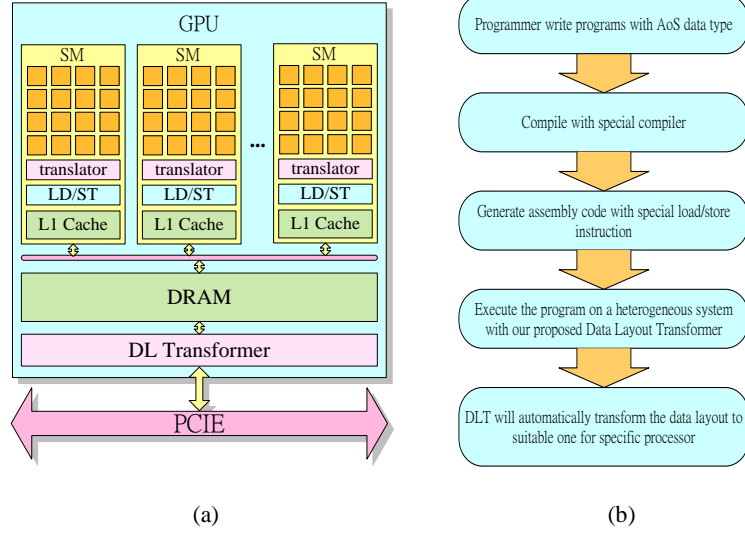 GPU
SM
SM
SM
...
translator
translator
translator
LD/ST
LD/ST
LD/ST
L1 Cache
L1 Cache
L1 Cache
DRAM
DL Transformer
PCIE
(a)
Programmer write programs with AoS data type
Compile with special compiler
Generate assembly code with special load/store
instruction
Execute the program on a heterogeneous system
with our proposed Data Layout Transformer
DLT will automatically transform the data layout to
suitable one for specific processor
(b)